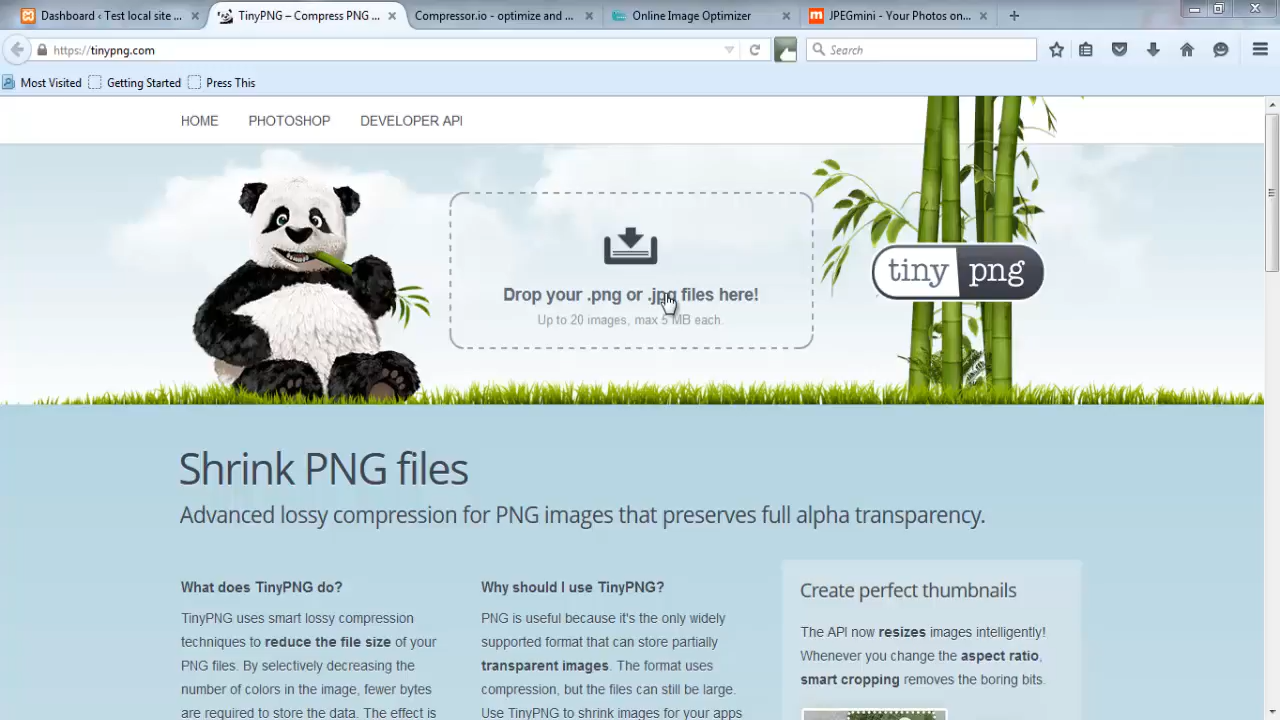 Dashboard ‹ Test local site ...
TinyPNG – Compress PNG ...
Compressor.io - optimize and ...
Online Image Optimizer
JPEGmini - Your Photos on...
https://tinypng.com
Search
Most Visited
Getting Started
Press This
HOME
PHOTOSHOP
DEVELOPER API
Drop your .png or .jpg files here!
Up to 20 images, max 5 MB each.
tiny png
Shrink PNG files
Advanced lossy compression for PNG images that preserves full alpha transparency.
What does TinyPNG do?
TinyPNG uses smart lossy compression
techniques to reduce the file size of your
PNG files. By selectively decreasing the
number of colors in the image, fewer bytes
are required to store the data. The effect is
Why should I use TinyPNG?
PNG is useful because it's the only widely
supported format that can store partially
transparent images. The format uses
compression, but the files can still be large.
Use TinyPNG to shrink images for your apps
Create perfect thumbnails
The API now resizes images intelligently!
Whenever you change the aspect ratio,
smart cropping removes the boring bits.